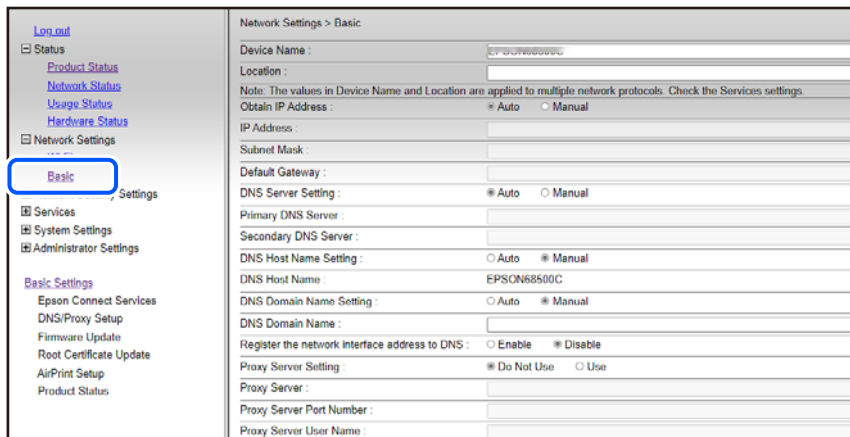 Log out
Status
Product Status
Network Status
Usage Status
Hardware Status
Network Settings
Basic
Settings
Services
System Settings
Administrator Settings
Basic Settings
Epson Connect Services
DNS/Proxy Setup
Firmware Update
Root Certificate Update
AirPrint Setup
Product Status
Network Settings > Basic
Device Name :
Location :
Note: The values in Device Name and Location are applied to multiple network protocols. Check the Services settings.
Obtain IP Address : Auto Manual
IP Address :
Subnet Mask :
Default Gateway :
DNS Server Setting : Auto Manual
Primary DNS Server :
Secondary DNS Server :
DNS Host Name Setting : Auto Manual
DNS Host Name : EPSON68500C
DNS Domain Name Setting : Auto Manual
DNS Domain Name :
Register the network interface address to DNS : Enable Disable
Proxy Server Setting : Do Not Use Use
Proxy Server :
Proxy Server Port Number :
Proxy Server User Name :